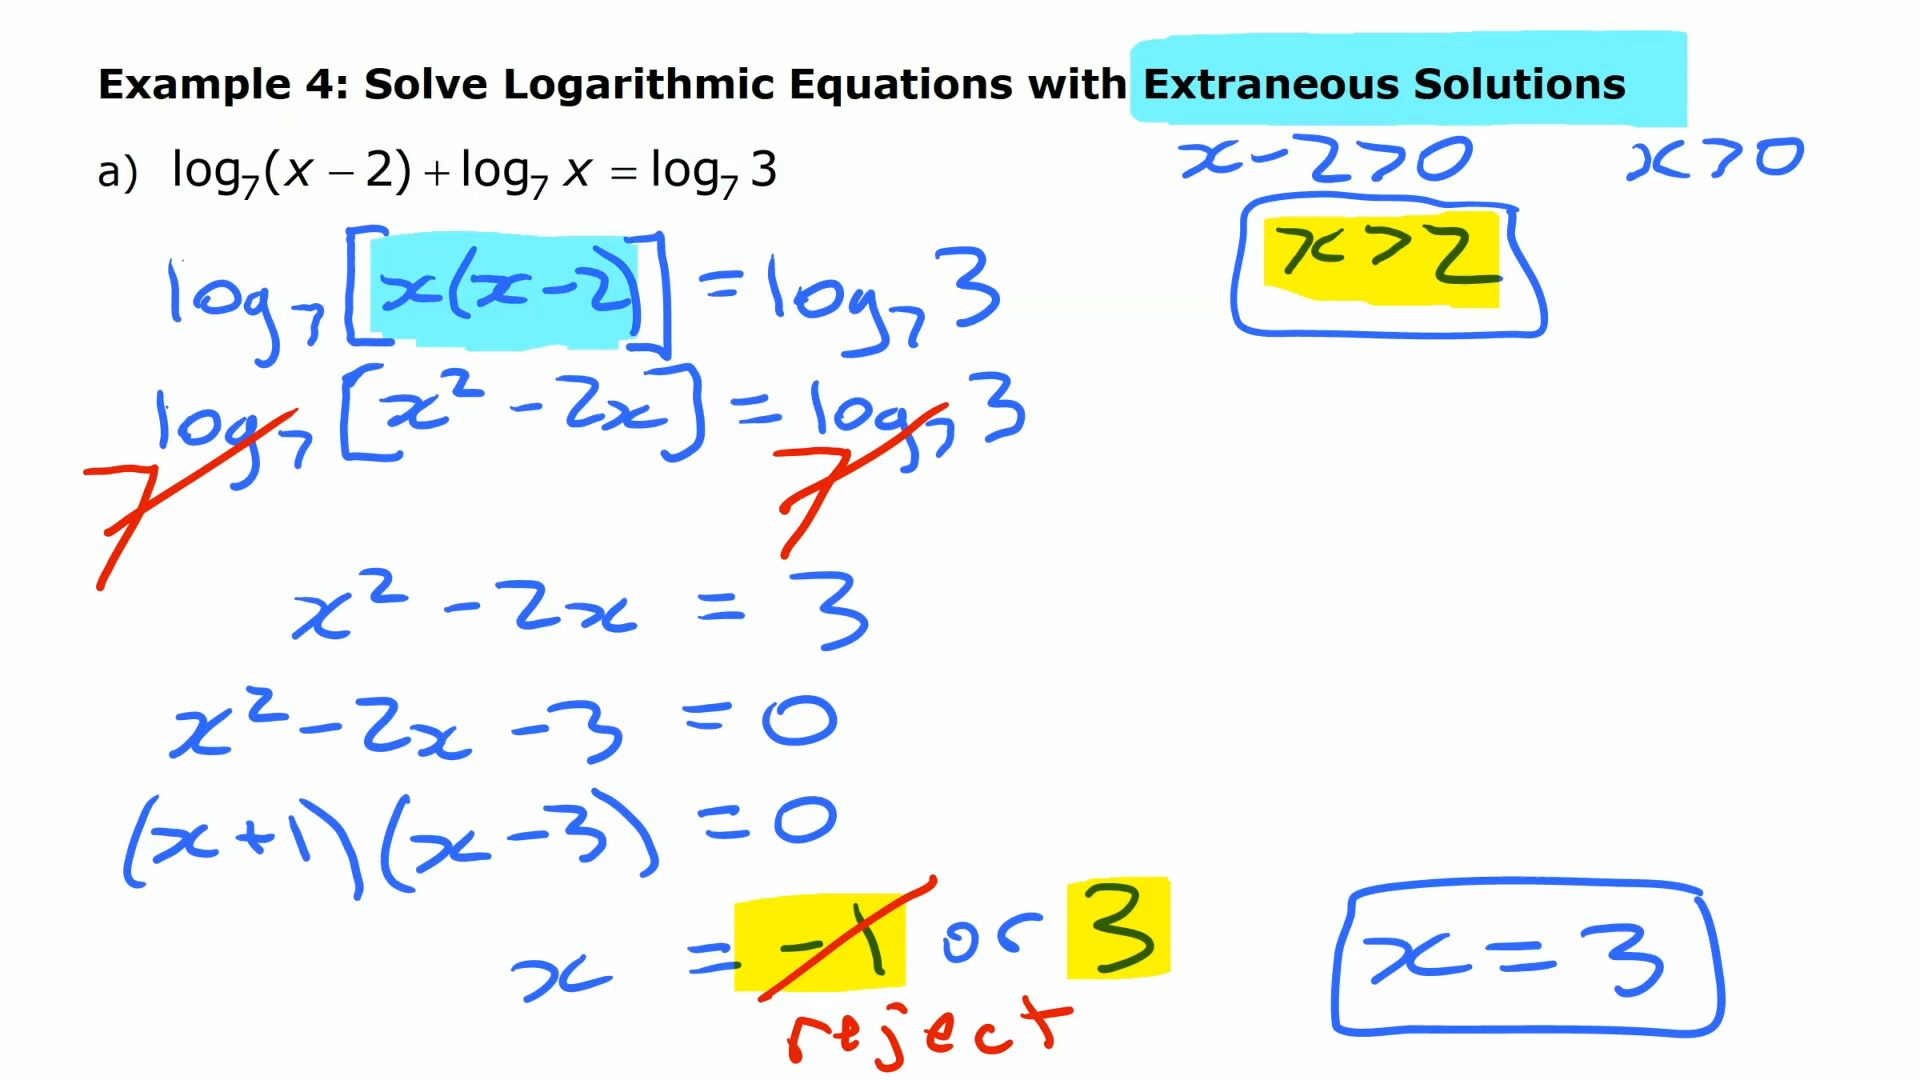 Example 4: Solve Logarithmic Equations with Extraneous Solutions
x - 2 > 0 x > 0
a) log₇(x − 2) + log₇ x = log₇ 3
x > 2
log₇ [x(x - 2)] = log₇ 3
log₇ [x² - 2x] = log₇ 3
7 7
x² - 2x = 3
x² - 2x - 3 = 0
(x + 1)(x - 3) = 0
x = -1 or 3
x = 3
reject